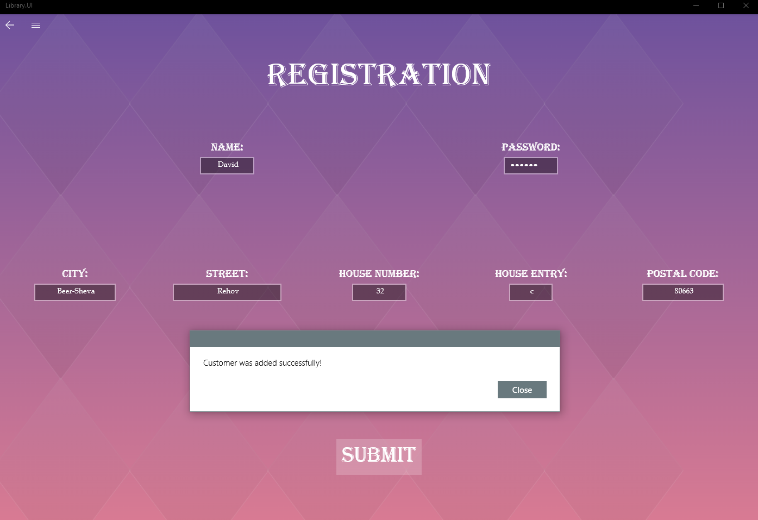 Library.UI
REGISTRATION
NAME: PASSWORD:
David ••••••
CITY: STREET: HOUSE NUMBER: HOUSE ENTRY: POSTAL CODE:
Beer-Sheva Rehov 32 c 80663
Customer was added successfully!
Close
SUBMIT